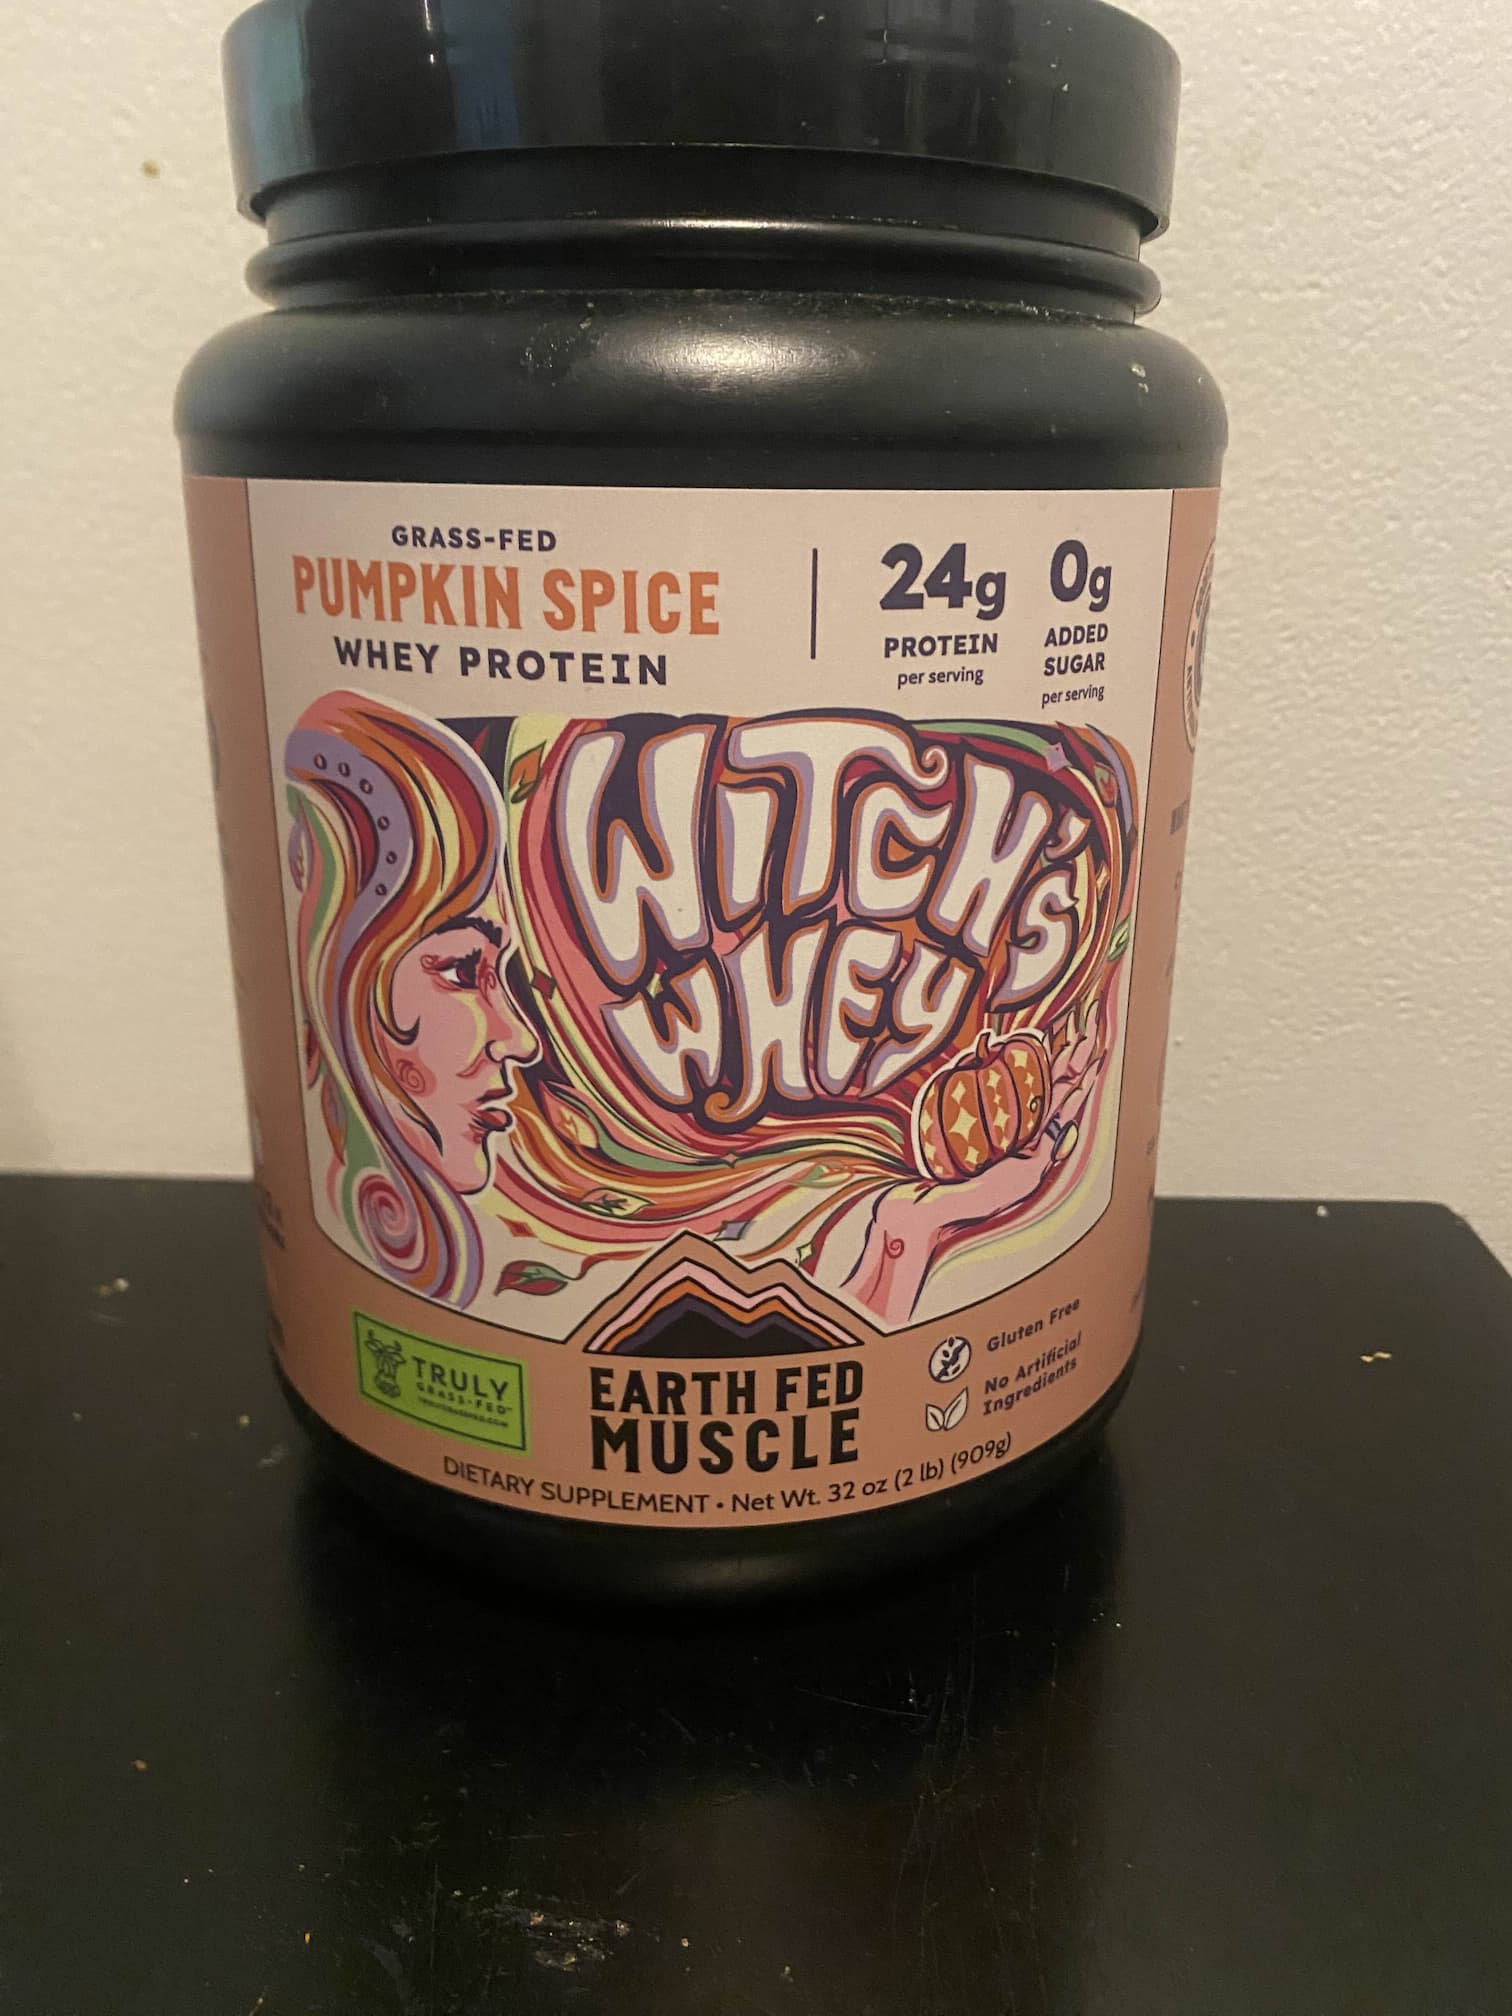 GRASS-FED
PUMPKIN SPICE
WHEY PROTEIN
24g
PROTEIN
per serving
0g
ADDED
SUGAR
per serving
WITCH'S
WHEY
TRULY
GRASS-FED™
EARTH FED
MUSCLE
Gluten Free
No Artificial
Ingredients
DIETARY SUPPLEMENT • Net Wt. 32 oz (2 lb) (909g)